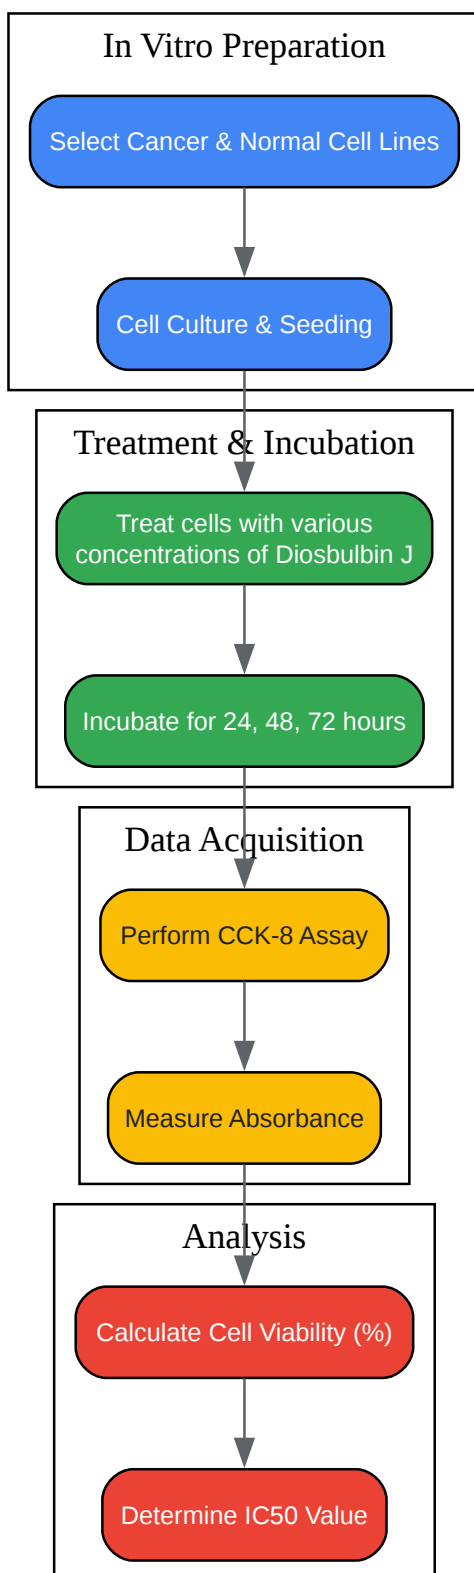 In Vitro Preparation
Select Cancer & Normal Cell Lines
Cell Culture & Seeding
Treatment & Incubation
Treat cells with various
concentrations of Diosbulbin J
Incubate for 24, 48, 72 hours
Data Acquisition
Perform CCK-8 Assay
Measure Absorbance
Analysis
Calculate Cell Viability (%)
Determine IC50 Value